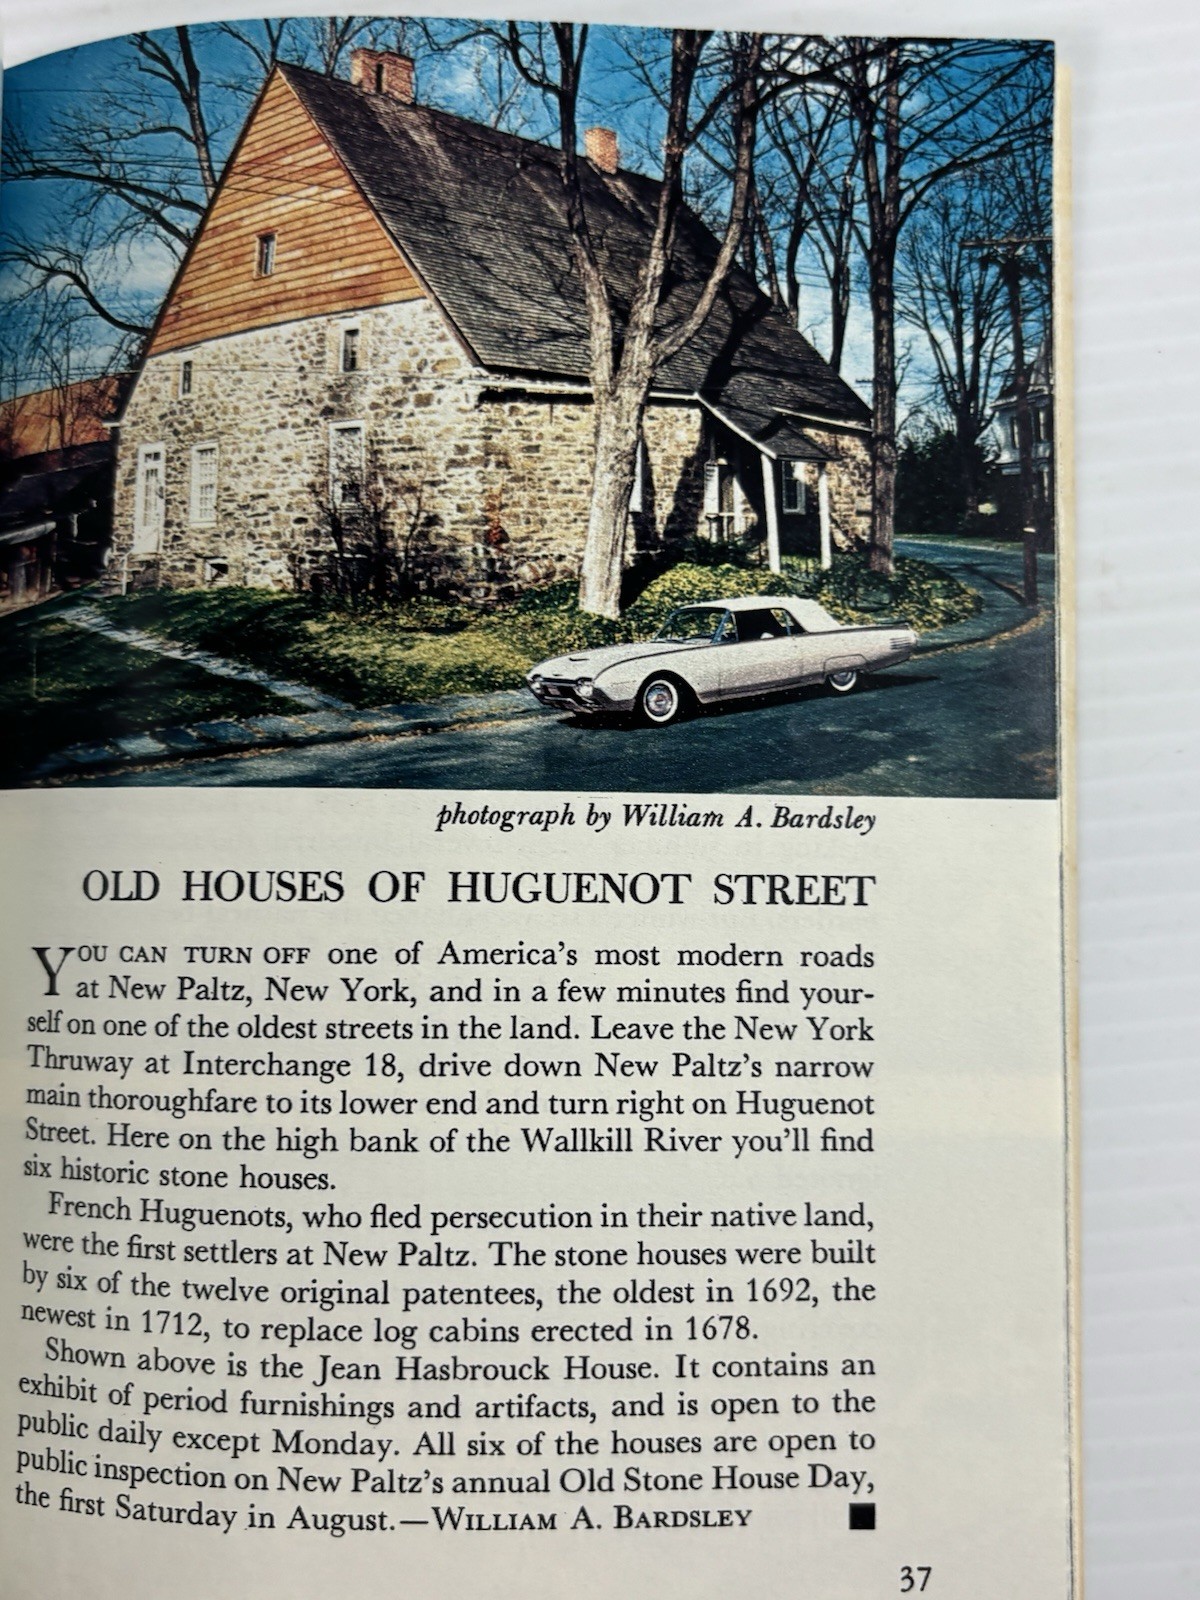 photograph by William A. Bardsley
OLD HOUSES OF HUGUENOT STREET
YOU CAN TURN OFF one of America's most modern roads
at New Paltz, New York, and in a few minutes find your-
self on one of the oldest streets in the land. Leave the New York
Thruway at Interchange 18, drive down New Paltz's narrow
main thoroughfare to its lower end and turn right on Huguenot
Street. Here on the high bank of the Wallkill River you'll find
six historic stone houses.
French Huguenots, who fled persecution in their native land,
were the first settlers at New Paltz. The stone houses were built
by six of the twelve original patentees, the oldest in 1692, the
newest in 1712, to replace log cabins erected in 1678.
Shown above is the Jean Hasbrouck House. It contains an
exhibit of period furnishings and artifacts, and is open to the
public daily except Monday. All six of the houses are open to
public inspection on New Paltz's annual Old Stone House Day,
the first Saturday in August.—WILLIAM A. BARDSLEY
37